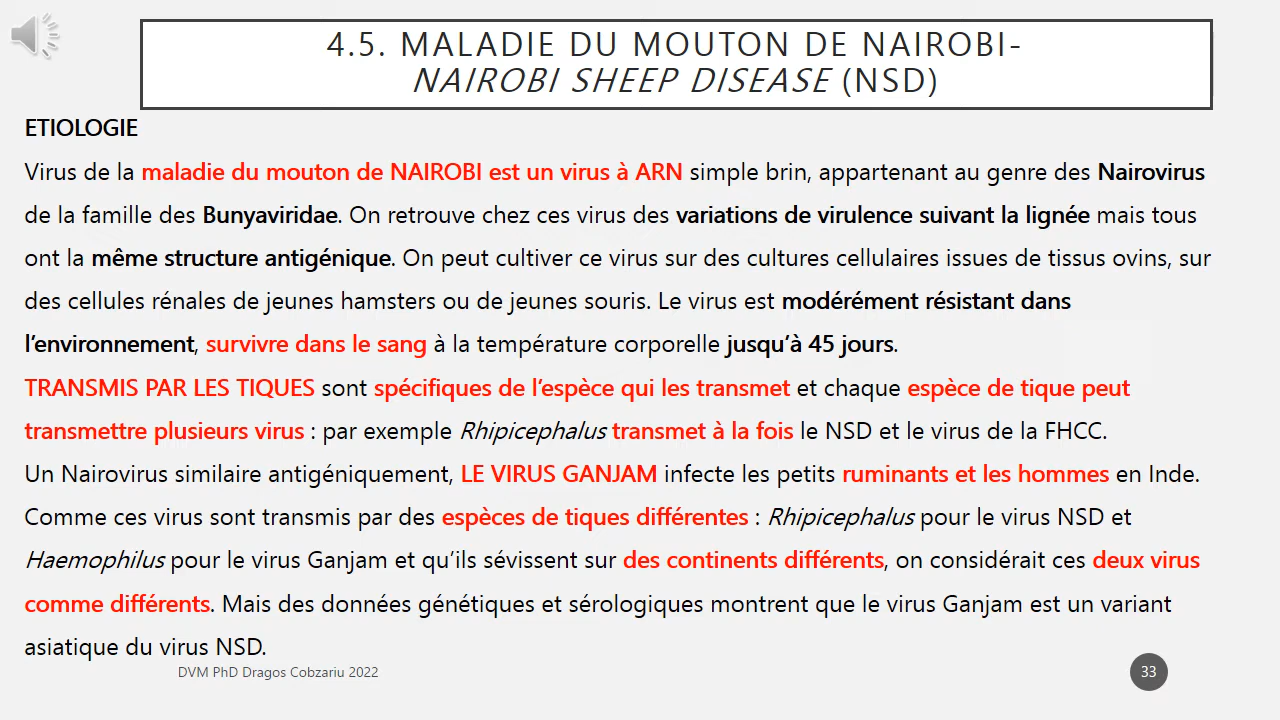 4.5. MALADIE DU MOUTON DE NAIROBI-
NAIROBI SHEEP DISEASE (NSD)
ETIOLOGIE
Virus de la maladie du mouton de NAIROBI est un virus à ARN simple brin, appartenant au genre des Nairovirus
de la famille des Bunyaviridae. On retrouve chez ces virus des variations de virulence suivant la lignée mais tous
ont la même structure antigénique. On peut cultiver ce virus sur des cultures cellulaires issues de tissus ovins, sur
des cellules rénales de jeunes hamsters ou de jeunes souris. Le virus est modérément résistant dans
l’environnement, survivre dans le sang à la température corporelle jusqu’à 45 jours.
TRANSMIS PAR LES TIQUES sont spécifiques de l’espèce qui les transmet et chaque espèce de tique peut
transmettre plusieurs virus : par exemple Rhipicephalus transmet à la fois le NSD et le virus de la FHCC.
Un Nairovirus similaire antigéniquement, LE VIRUS GANJAM infecte les petits ruminants et les hommes en Inde.
Comme ces virus sont transmis par des espèces de tiques différentes : Rhipicephalus pour le virus NSD et
Haemophilus pour le virus Ganjam et qu’ils sévissent sur des continents différents, on considérait ces deux virus
comme différents. Mais des données génétiques et sérologiques montrent que le virus Ganjam est un variant
asiatique du virus NSD.
DVM PhD Dragos Cobzariu 2022
33